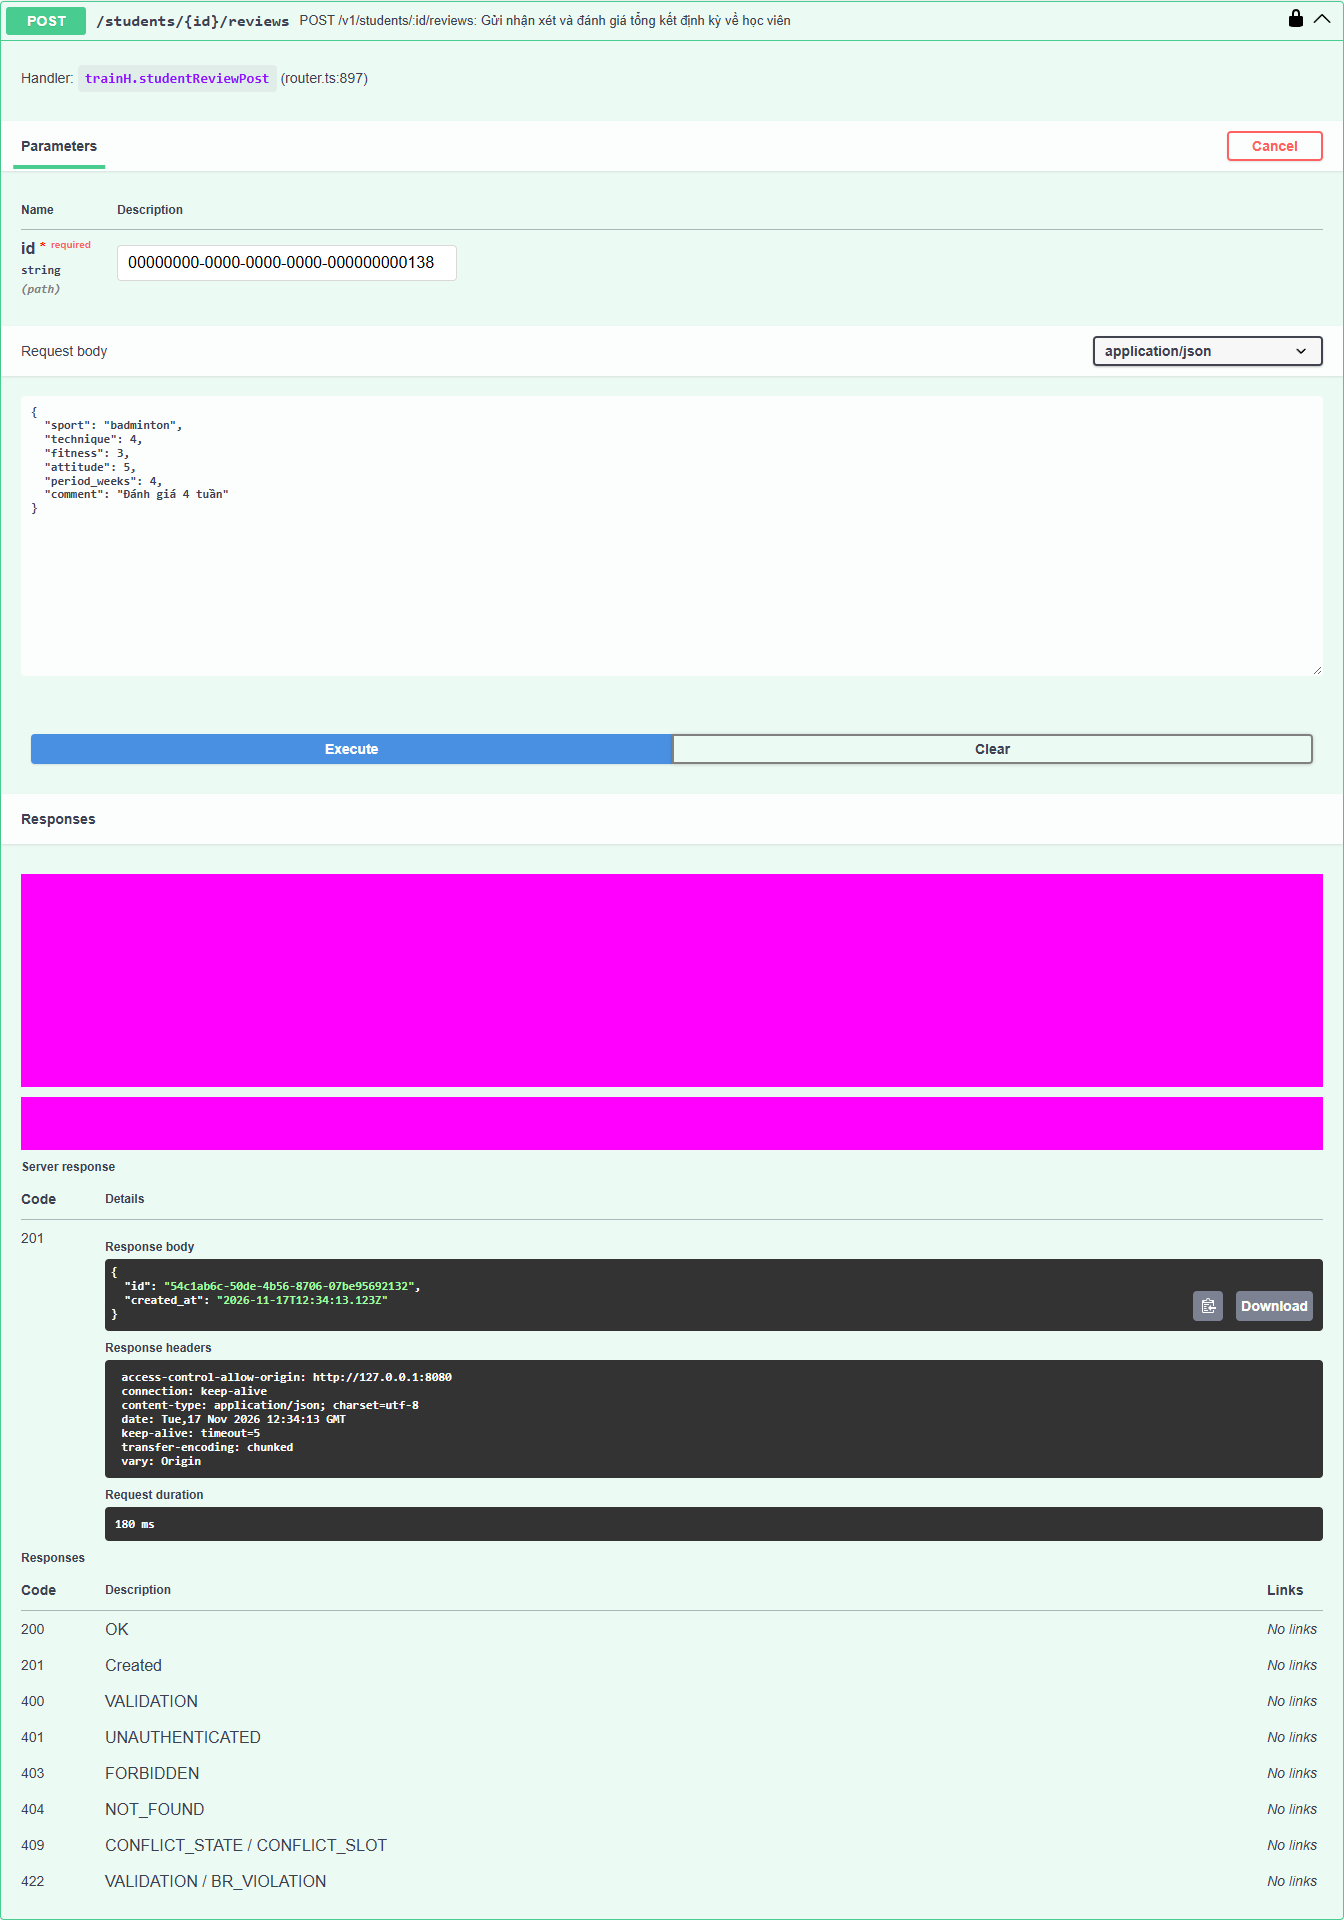 POST /students/{id}/reviews POST /v1/students/:id/reviews: Gửi nhận xét và đánh giá tổng kết định kỳ về học viên
Handler: trainH.studentReviewPost (router.ts:897)
Parameters
Cancel
Name Description
id * required
string
(path)
00000000-0000-0000-0000-000000000138
Request body
application/json
{
  "sport": "badminton",
  "technique": 4,
  "fitness": 3,
  "attitude": 5,
  "period_weeks": 4,
  "comment": "Đánh giá 4 tuần"
}
Execute Clear
Responses
Server response
Code Details
201
Response body
{
  "id": "54c1ab6c-50de-4b56-8706-07be95692132",
  "created_at": "2026-11-17T12:34:13.123Z"
}
Download
Response headers
access-control-allow-origin: http://127.0.0.1:8080
connection: keep-alive
content-type: application/json; charset=utf-8
date: Tue,17 Nov 2026 12:34:13 GMT
keep-alive: timeout=5
transfer-encoding: chunked
vary: Origin
Request duration
180 ms
Responses
Code Description Links
200 OK No links
201 Created No links
400 VALIDATION No links
401 UNAUTHENTICATED No links
403 FORBIDDEN No links
404 NOT_FOUND No links
409 CONFLICT_STATE / CONFLICT_SLOT No links
422 VALIDATION / BR_VIOLATION No links